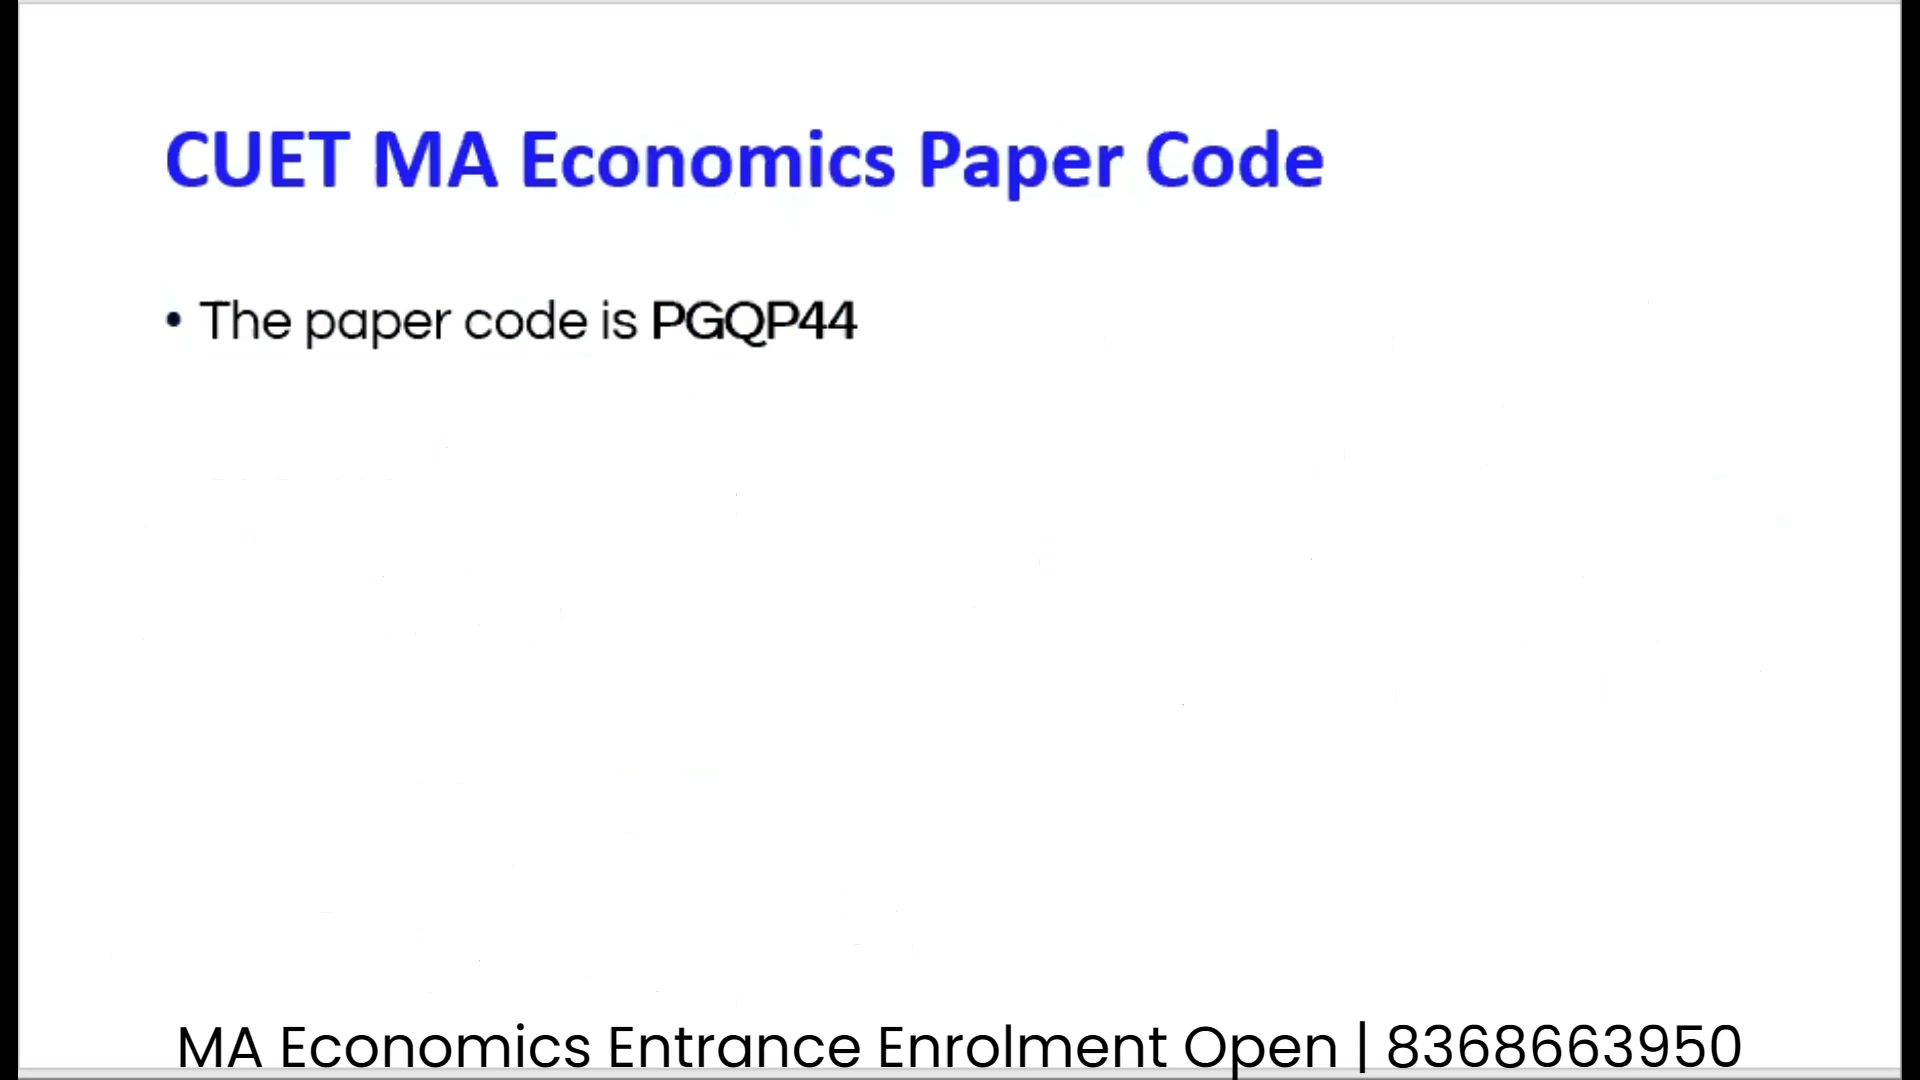 CUET MA Economics Paper Code
• The paper code is PGQP44
MA Economics Entrance Enrolment Open | 8368663950